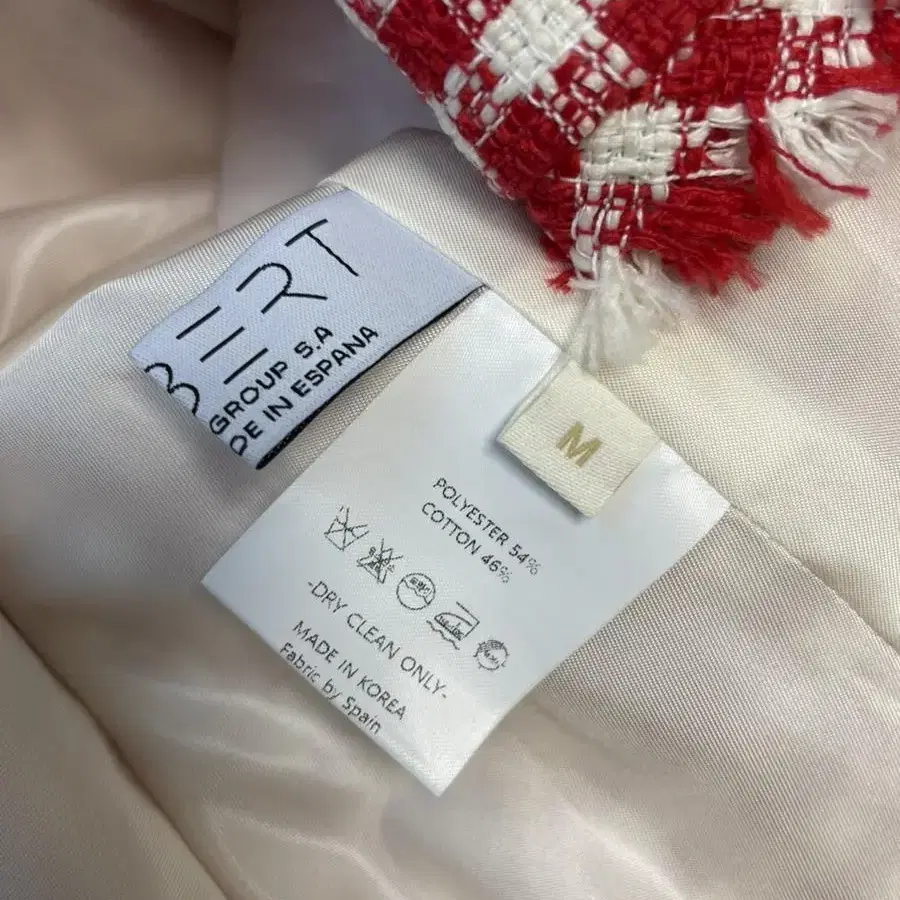 BERT
GROUP S.A
DE IN ESPANA
M
POLYESTER 54%
COTTON 46%
-DRY CLEAN ONLY-
MADE IN KOREA
Fabric by Spain